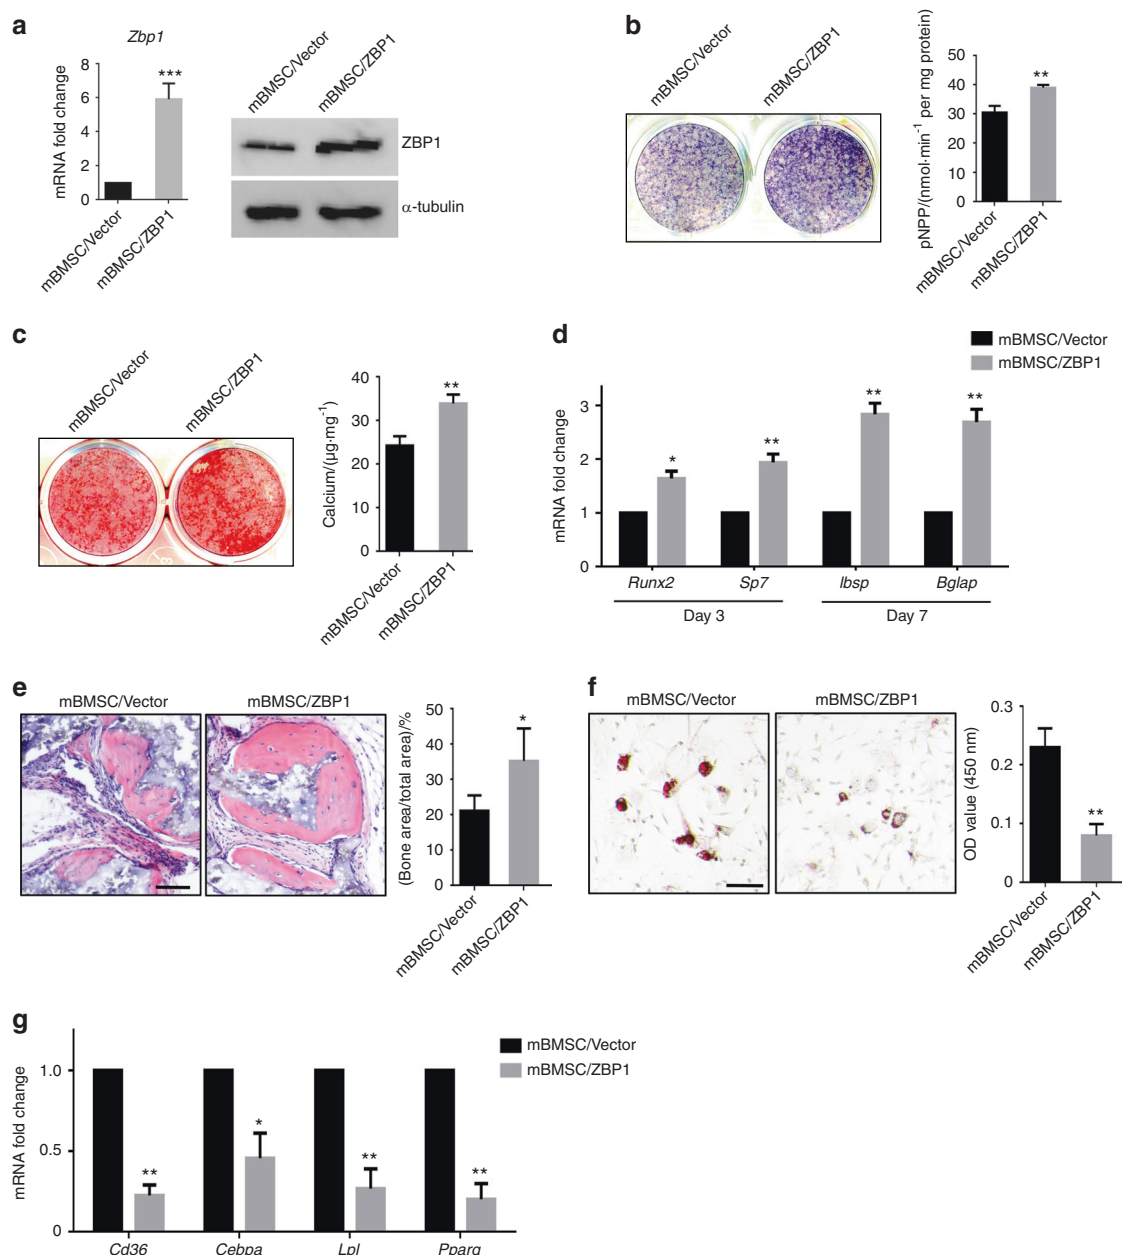 a
Zbp1
mRNA fold change
8
6
4
2
0
***
mBMSC/Vector
mBMSC/ZBP1
mBMSC/Vector
mBMSC/ZBP1
ZBP1
α-tubulin
b
mBMSC/Vector
mBMSC/ZBP1
pNPP/(nmol·min⁻¹ per mg protein)
50
40
30
20
10
0
**
mBMSC/Vector
mBMSC/ZBP1
c
mBMSC/Vector
mBMSC/ZBP1
Calcium/(μg·mg⁻¹)
40
30
20
10
0
**
mBMSC/Vector
mBMSC/ZBP1
d
mBMSC/Vector
mBMSC/ZBP1
mRNA fold change
3
2
1
0
*
**
**
**
Runx2 Sp7 Ibsp Bglap
Day 3 Day 7
e
mBMSC/Vector mBMSC/ZBP1
(Bone area/total area)/%
50
40
30
20
10
0
*
mBMSC/Vector
mBMSC/ZBP1
f
mBMSC/Vector mBMSC/ZBP1
OD value (450 nm)
0.3
0.2
0.1
0
**
mBMSC/Vector
mBMSC/ZBP1
g
mBMSC/Vector
mBMSC/ZBP1
mRNA fold change
1.0
0.5
0
**
*
**
**
Cd36 Cebpa Lpl Pparg